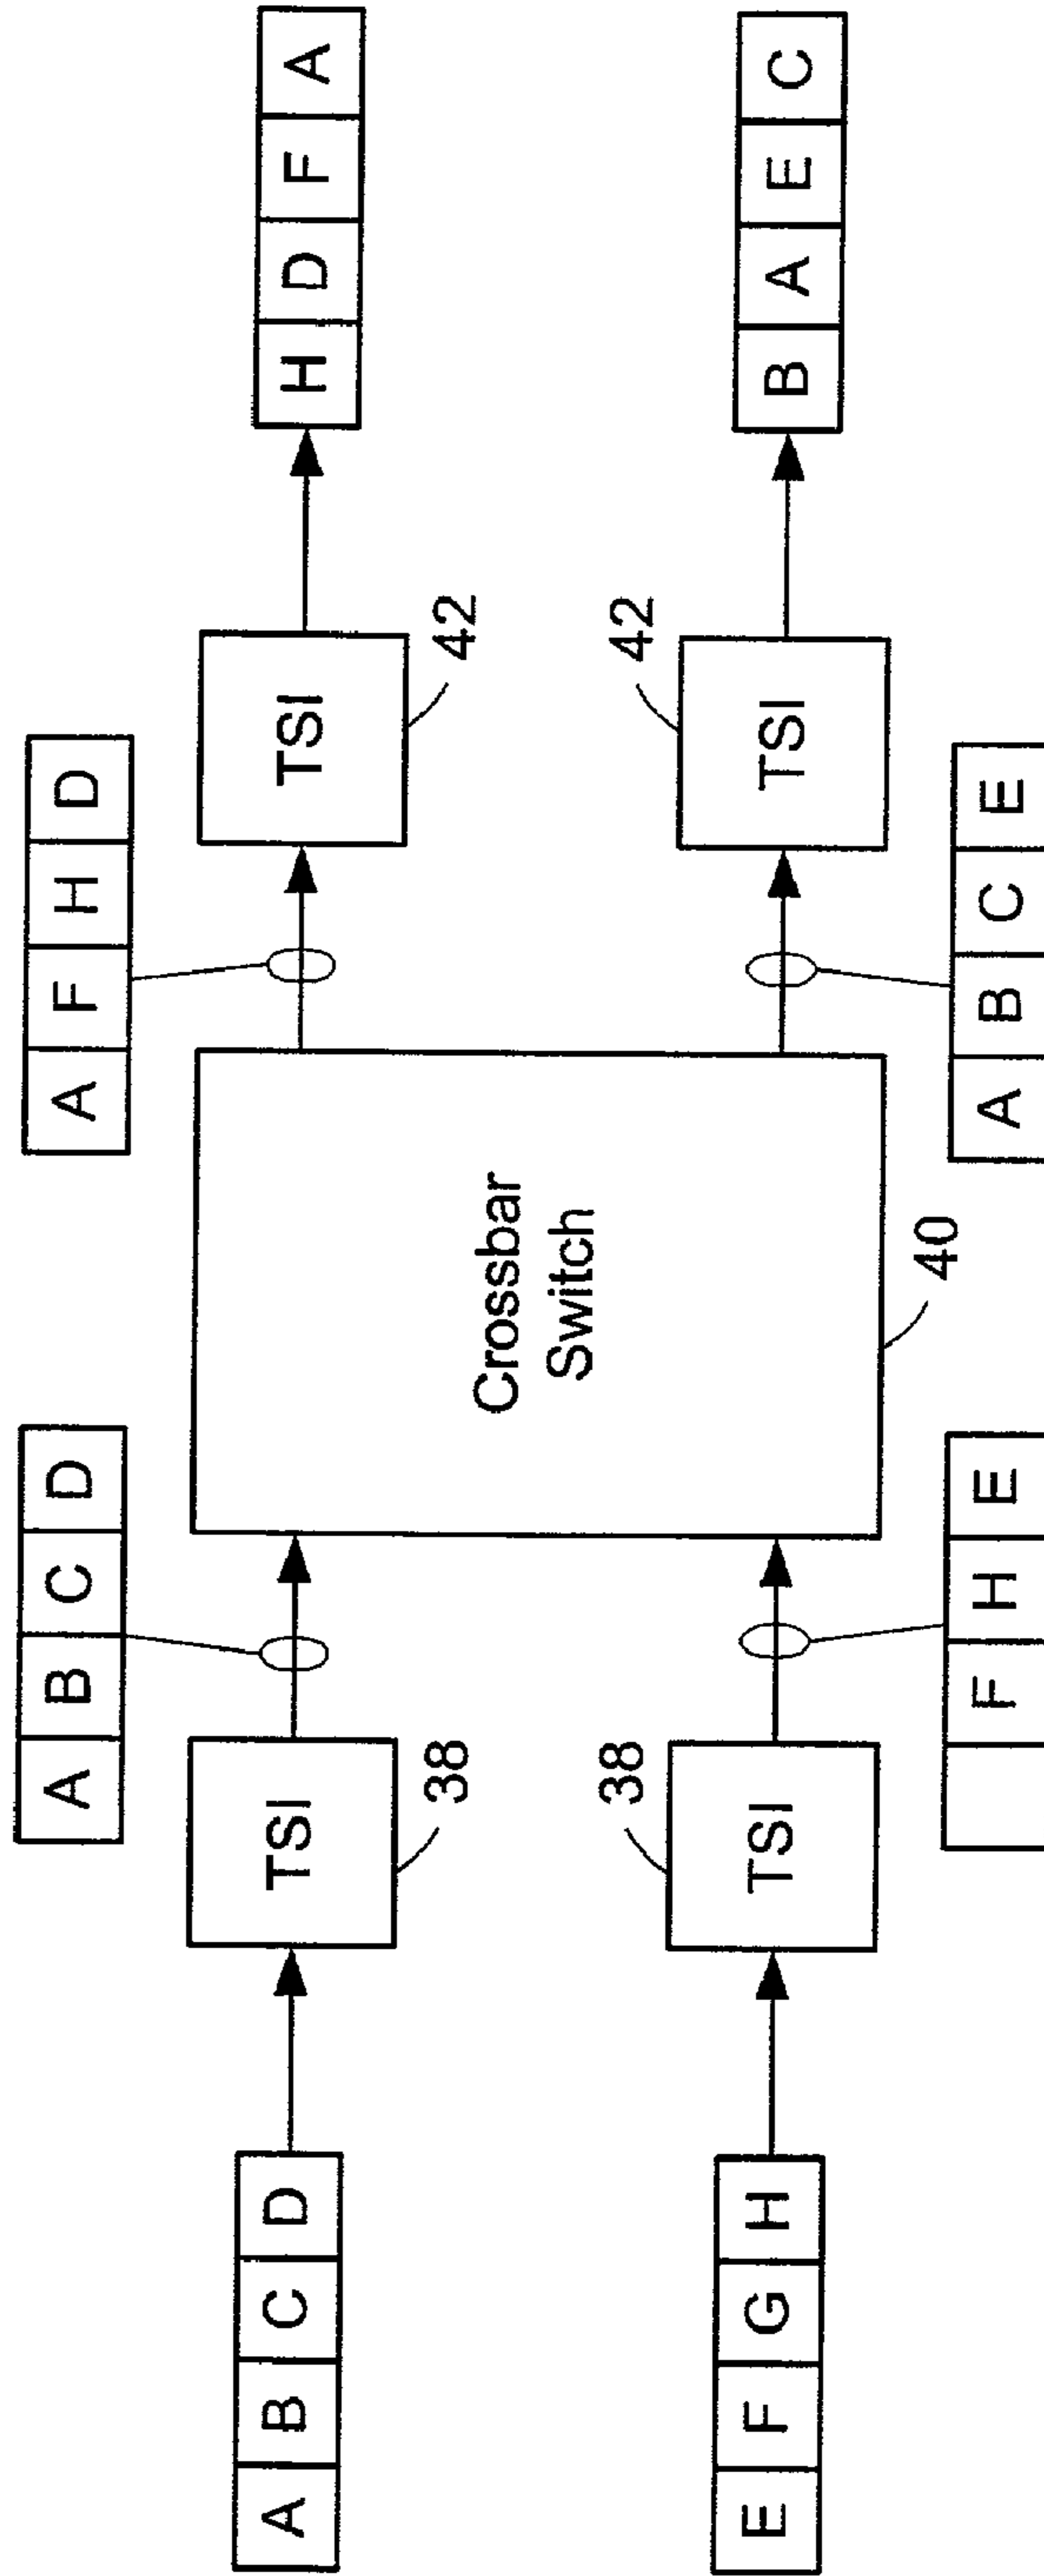 A B C D
A F H D
A B C D
TSI
38
Crossbar
Switch
TSI
42
H D F A
E F G H
TSI
38
40
TSI
42
B A E C
F H E
A B C E